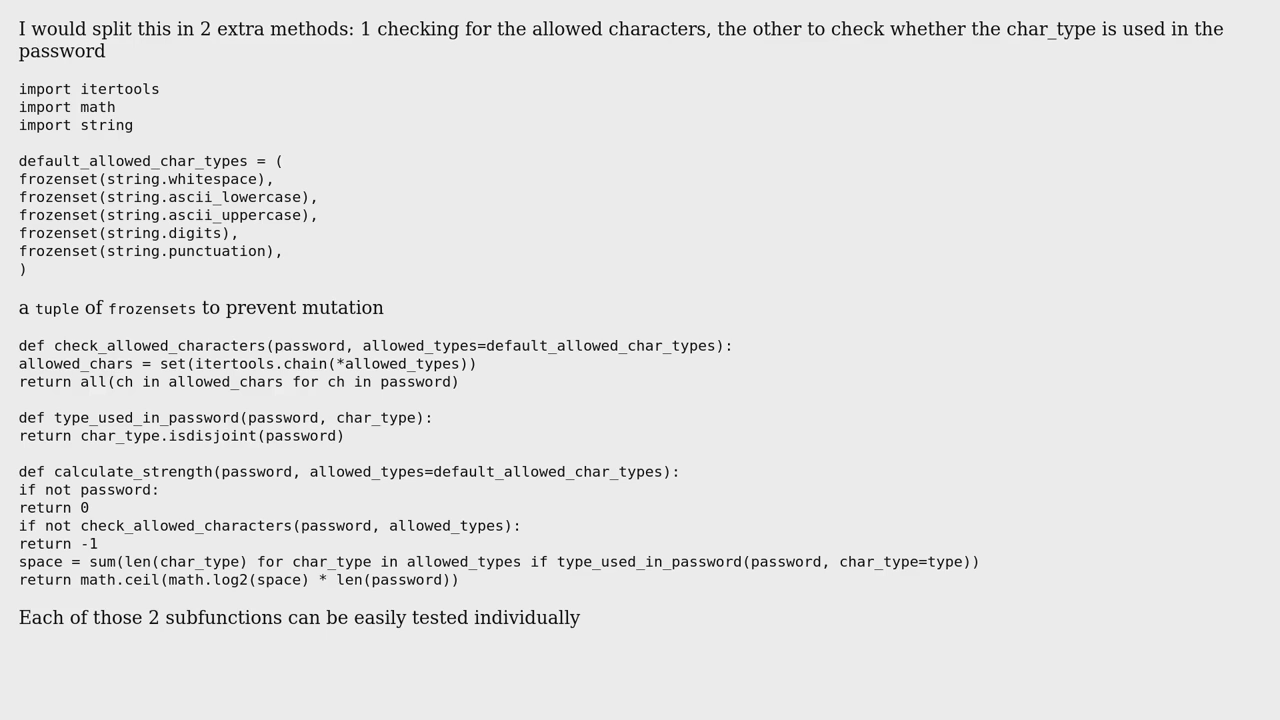 I would split this in 2 extra methods: 1 checking for the allowed characters, the other to check whether the char_type is used in the
password
import itertools
import math
import string
default_allowed_char_types = (
frozenset(string.whitespace),
frozenset(string.ascii_lowercase),
frozenset(string.ascii_uppercase),
frozenset(string.digits),
frozenset(string.punctuation),
)
a tuple of frozensets to prevent mutation
def check_allowed_characters(password, allowed_types=default_allowed_char_types):
allowed_chars = set(itertools.chain(*allowed_types))
return all(ch in allowed_chars for ch in password)
def type_used_in_password(password, char_type):
return char_type.isdisjoint(password)
def calculate_strength(password, allowed_types=default_allowed_char_types):
if not password:
return 0
if not check_allowed_characters(password, allowed_types):
return -1
space = sum(len(char_type) for char_type in allowed_types if type_used_in_password(password, char_type=type))
return math.ceil(math.log2(space) * len(password))
Each of those 2 subfunctions can be easily tested individually